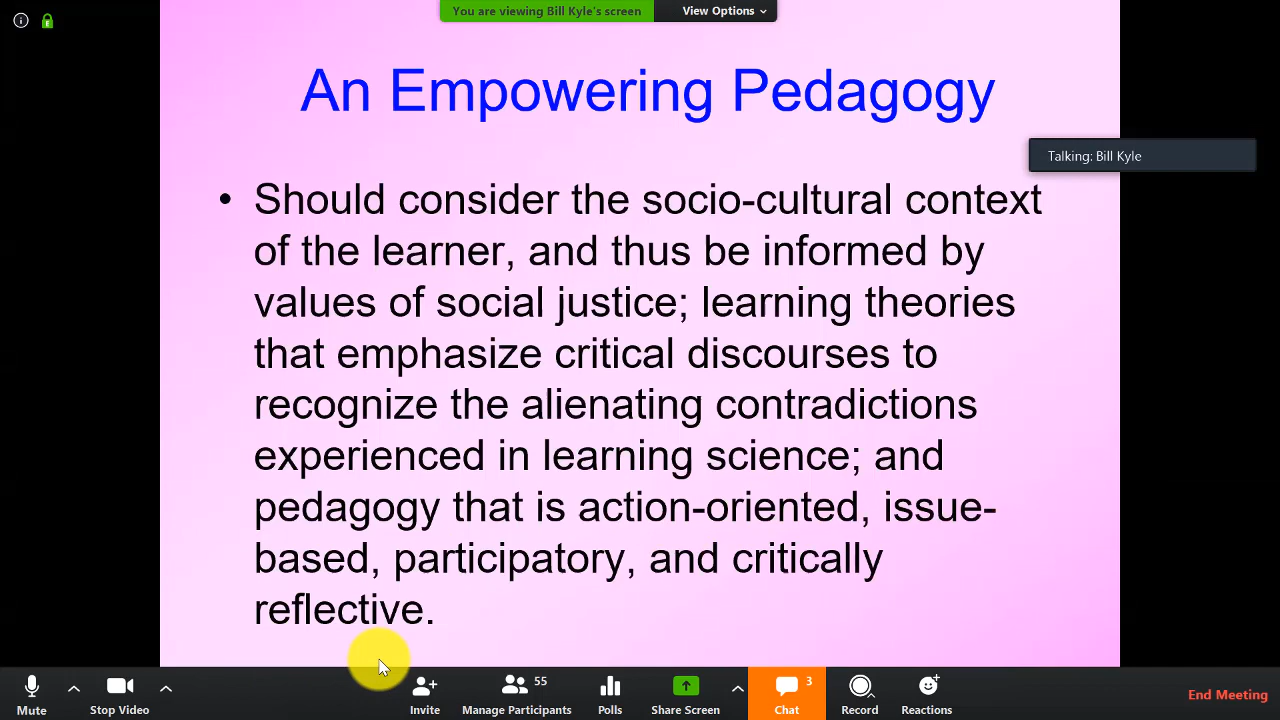 You are viewing Bill Kyle's screen
View Options
E
An Empowering Pedagogy
Talking: Bill Kyle
• Should consider the socio-cultural context
of the learner, and thus be informed by
values of social justice; learning theories
that emphasize critical discourses to
recognize the alienating contradictions
experienced in learning science; and
pedagogy that is action-oriented, issue-
based, participatory, and critically
reflective.
Mute
Stop Video
Invite
55
Manage Participants
Polls
Share Screen
3
Chat
Record
Reactions
End Meeting